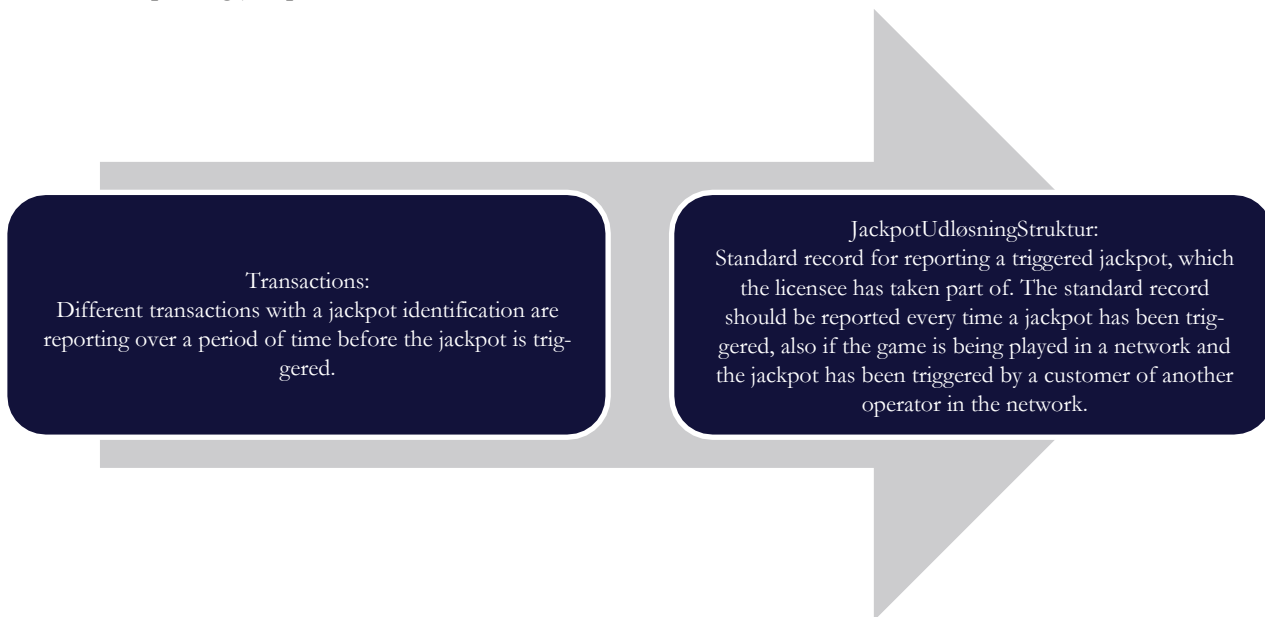 Transactions:
Different transactions with a jackpot identification are
reporting over a period of time before the jackpot is trig-
gered.
JackpotUdløsningStruktur:
Standard record for reporting a triggered jackpot, which
the licensee has taken part of. The standard record
should be reported every time a jackpot has been trig-
gered, also if the game is being played in a network and
the jackpot has been triggered by a customer of another
operator in the network.